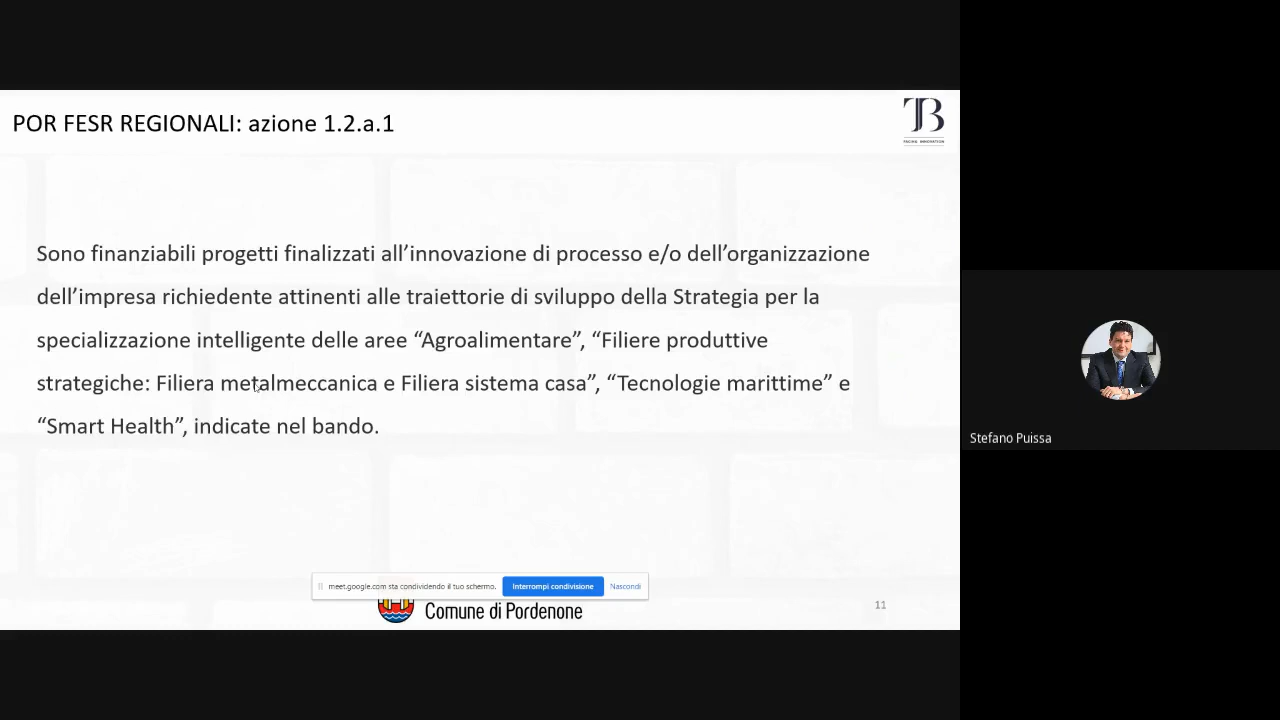 POR FESR REGIONALI: azione 1.2.a.1
TB
FACING INNOVATION
Sono finanziabili progetti finalizzati all’innovazione di processo e/o dell’organizzazione
dell’impresa richiedente attinenti alle traiettorie di sviluppo della Strategia per la
specializzazione intelligente delle aree “Agroalimentare”, “Filiere produttive
strategiche: Filiera metalmeccanica e Filiera sistema casa”, “Tecnologie marittime” e
“Smart Health”, indicate nel bando.
meet.google.com sta condividendo il tuo schermo.
Interrompi condivisione
Nascondi
Comune di Pordenone
11
Stefano Puissa